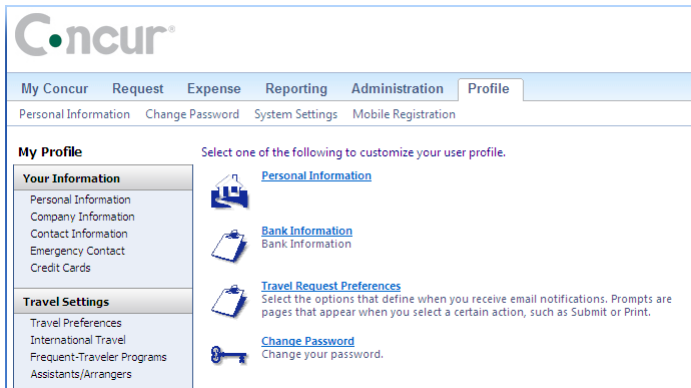 Concur®
My Concur Request Expense Reporting Administration Profile
Personal Information Change Password System Settings Mobile Registration
My Profile
Your Information
Personal Information
Company Information
Contact Information
Emergency Contact
Credit Cards
Travel Settings
Travel Preferences
International Travel
Frequent-Traveler Programs
Assistants/Arrangers
Select one of the following to customize your user profile.
Personal Information
Bank Information
Bank Information
Travel Request Preferences
Select the options that define when you receive email notifications. Prompts are
pages that appear when you select a certain action, such as Submit or Print.
Change Password
Change your password.